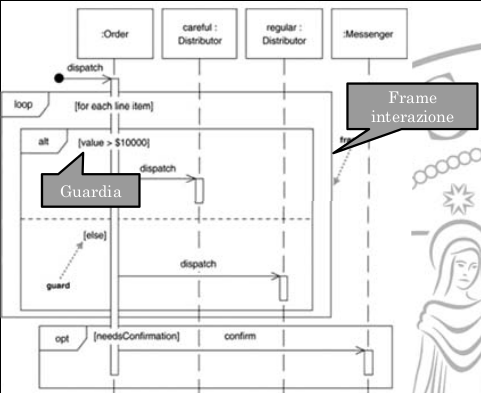 :Order
careful :
Distributor
regular :
Distributor
:Messenger
dispatch
loop
[for each line item]
Frame
interazione
alt
[value > $10000]
dispatch
Guardia
[else]
guard
dispatch
opt
[needsConfirmation]
confirm